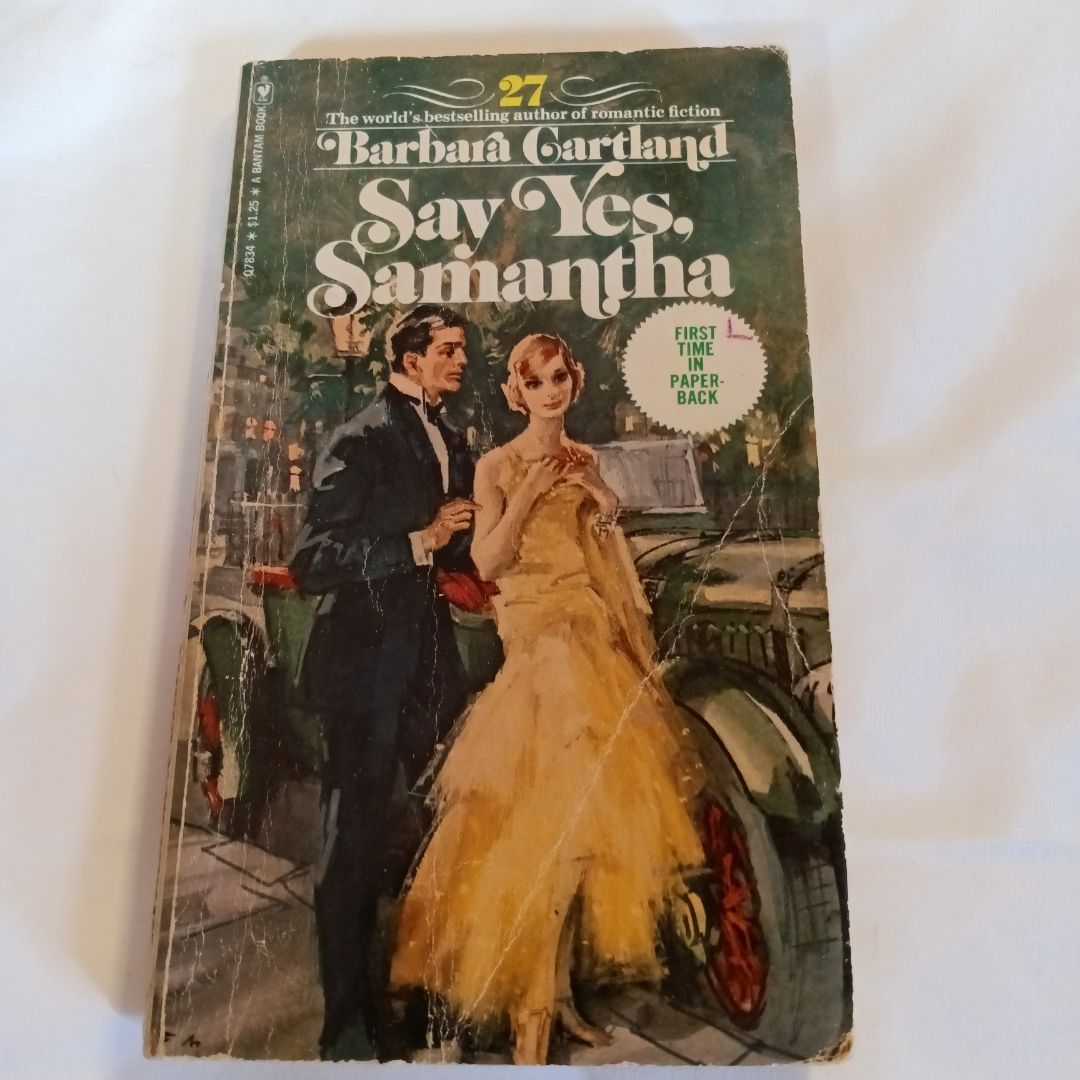 27
The world's bestselling author of romantic fiction
Barbara Cartland
Say Yes,
Samantha
FIRST
TIME
IN
PAPER-
BACK
L
Q7834 * $1.25 * A BANTAM BOOK